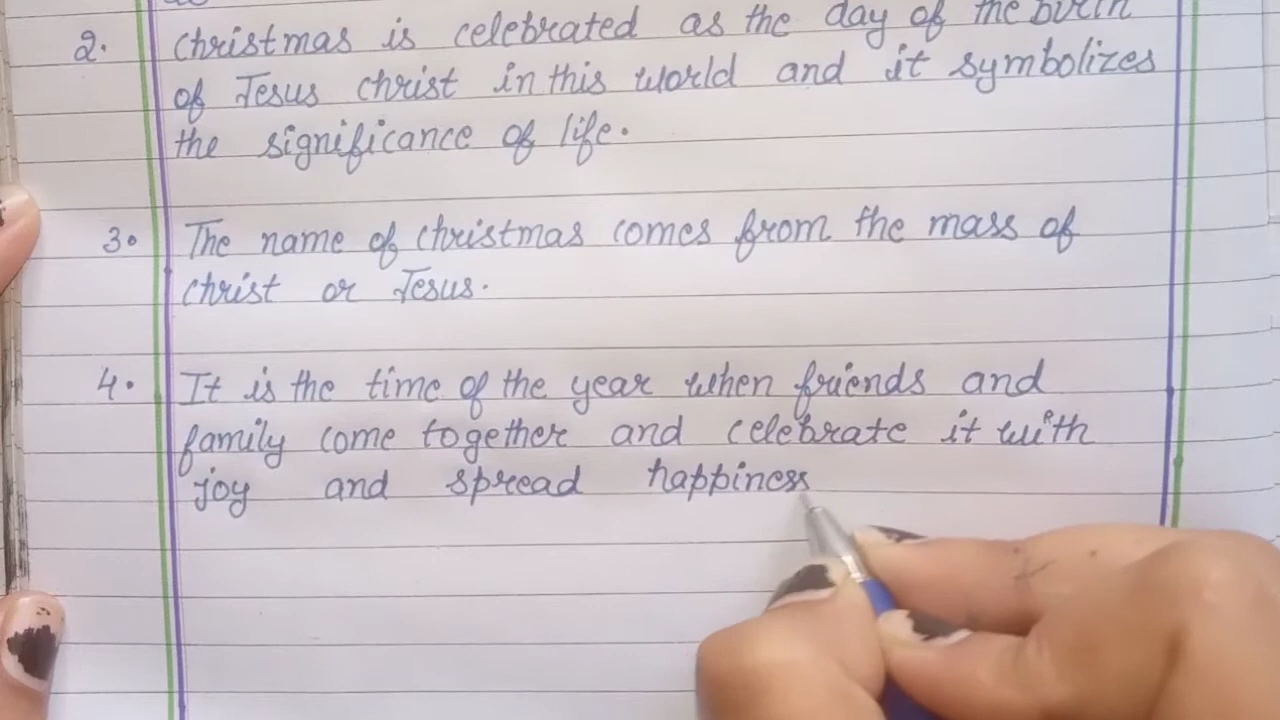 2. Christmas is celebrated as the day of the birth
of Jesus christ in this world and it symbolizes
the significance of life.
3. The name of christmas comes from the mass of
christ or Jesus.
4. It is the time of the year when friends and
family come together and celebrate it with
joy and spread happiness